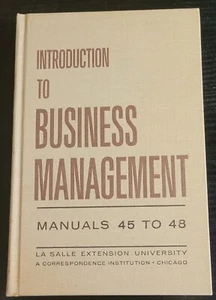 INTRODUCTION
TO
BUSINESS
MANAGEMENT
MANUALS 45 TO 48
LA SALLE EXTENSION UNIVERSITY
A CORRESPONDENCE INSTITUTION • CHICAGO